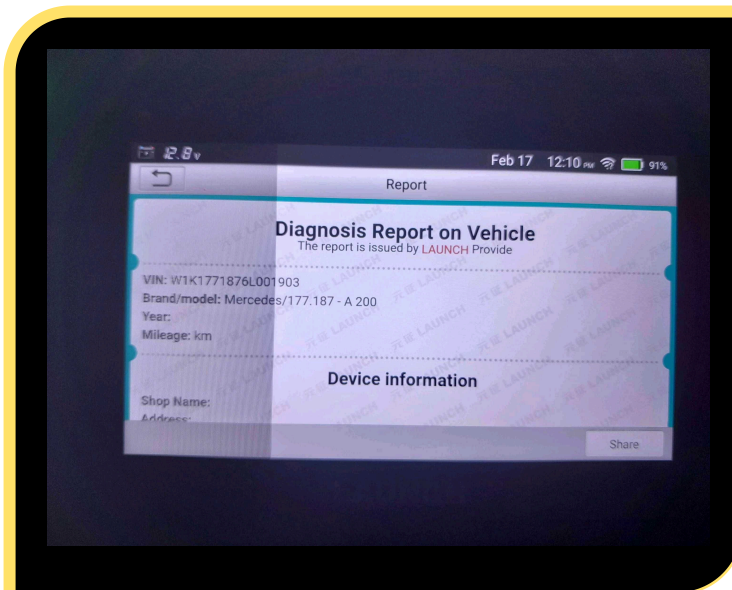 12.8v
Feb 17 12:10 PM 91%
Report
Diagnosis Report on Vehicle
The report is issued by LAUNCH Provide
VIN: W1K1771876L001903
Brand/model: Mercedes/177.187 - A 200
Year:
Mileage: km
Device information
Shop Name:
Address:
Share